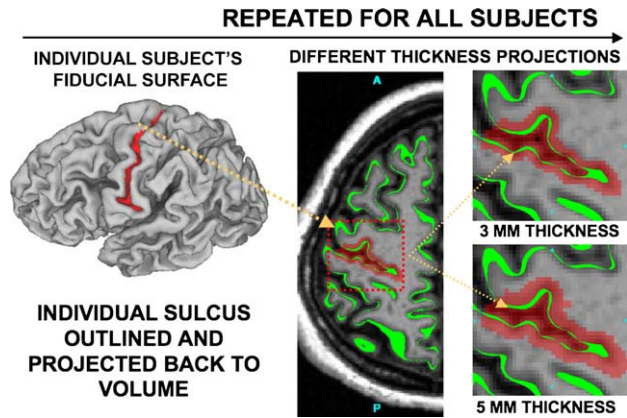 REPEATED FOR ALL SUBJECTS
INDIVIDUAL SUBJECT'S
FIDUCIAL SURFACE
DIFFERENT THICKNESS PROJECTIONS
A
3 MM THICKNESS
INDIVIDUAL SULCUS
OUTLINED AND
PROJECTED BACK TO
VOLUME
P
5 MM THICKNESS